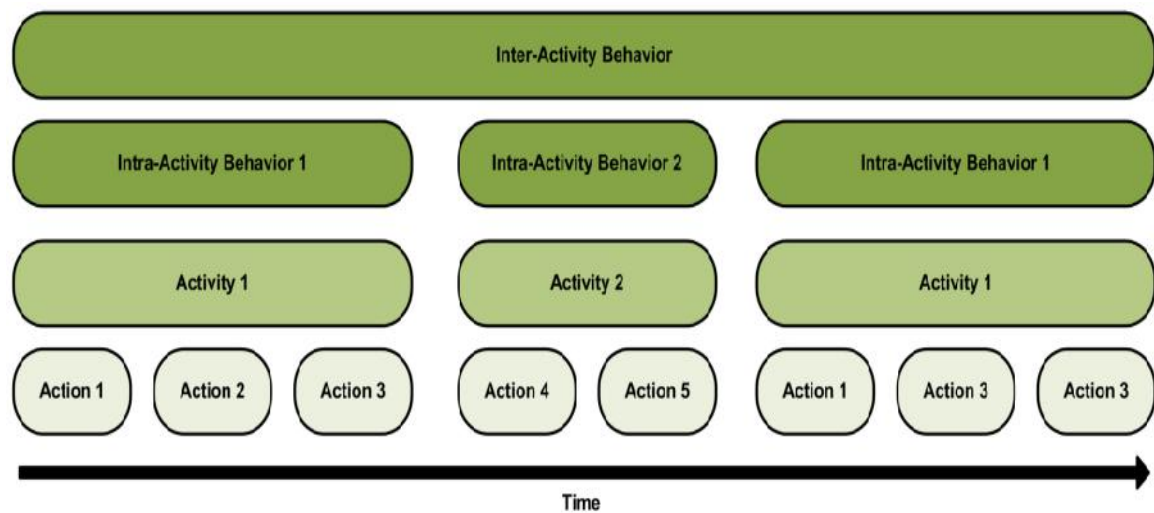 Inter-Activity Behavior
Intra-Activity Behavior 1
Intra-Activity Behavior 2
Intra-Activity Behavior 1
Activity 1
Activity 2
Activity 1
Action 1
Action 2
Action 3
Action 4
Action 5
Action 1
Action 3
Action 3
Time